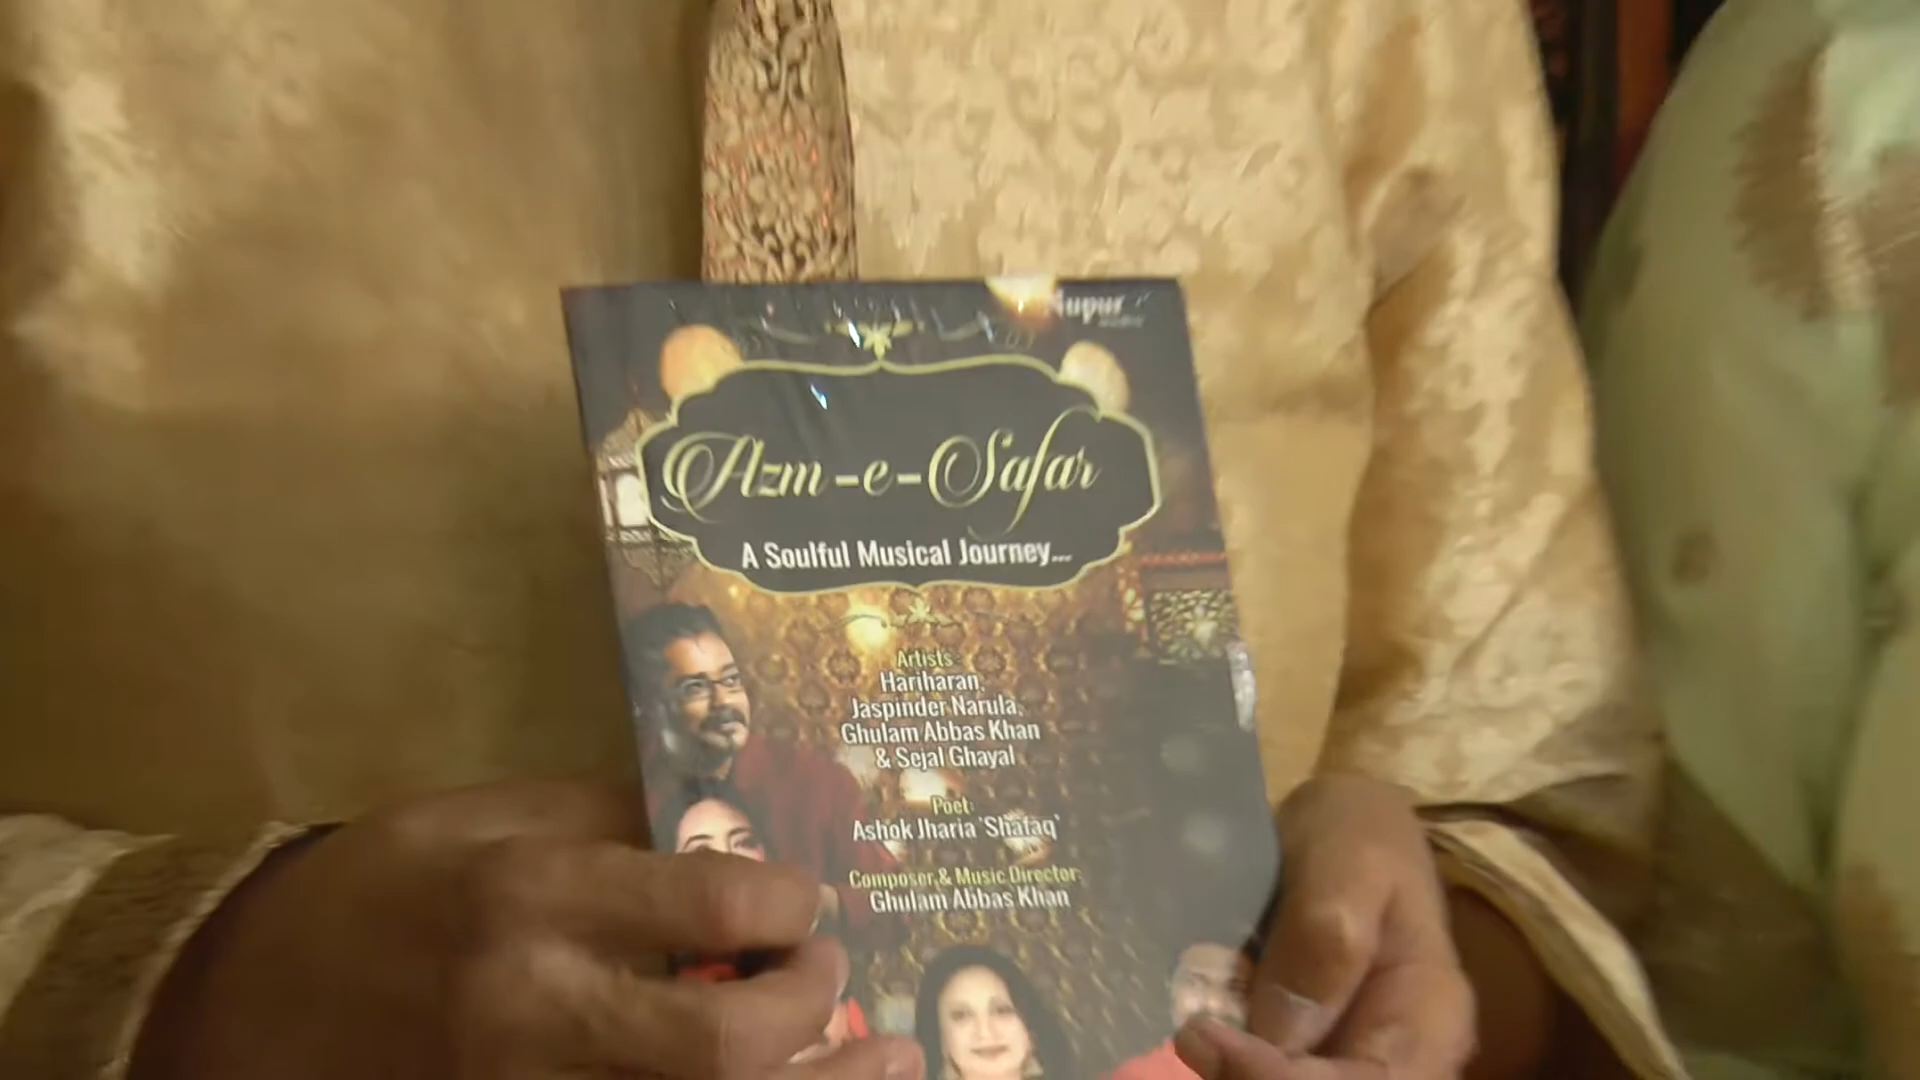 Nupur
Azm-e-Safar
A Soulful Musical Journey...
Artists:
Hariharan,
Jaspinder Narula,
Ghulam Abbas Khan
& Sejal Ghayal
Poet:
Ashok Jharia 'Shafaq'
Composer & Music Director:
Ghulam Abbas Khan